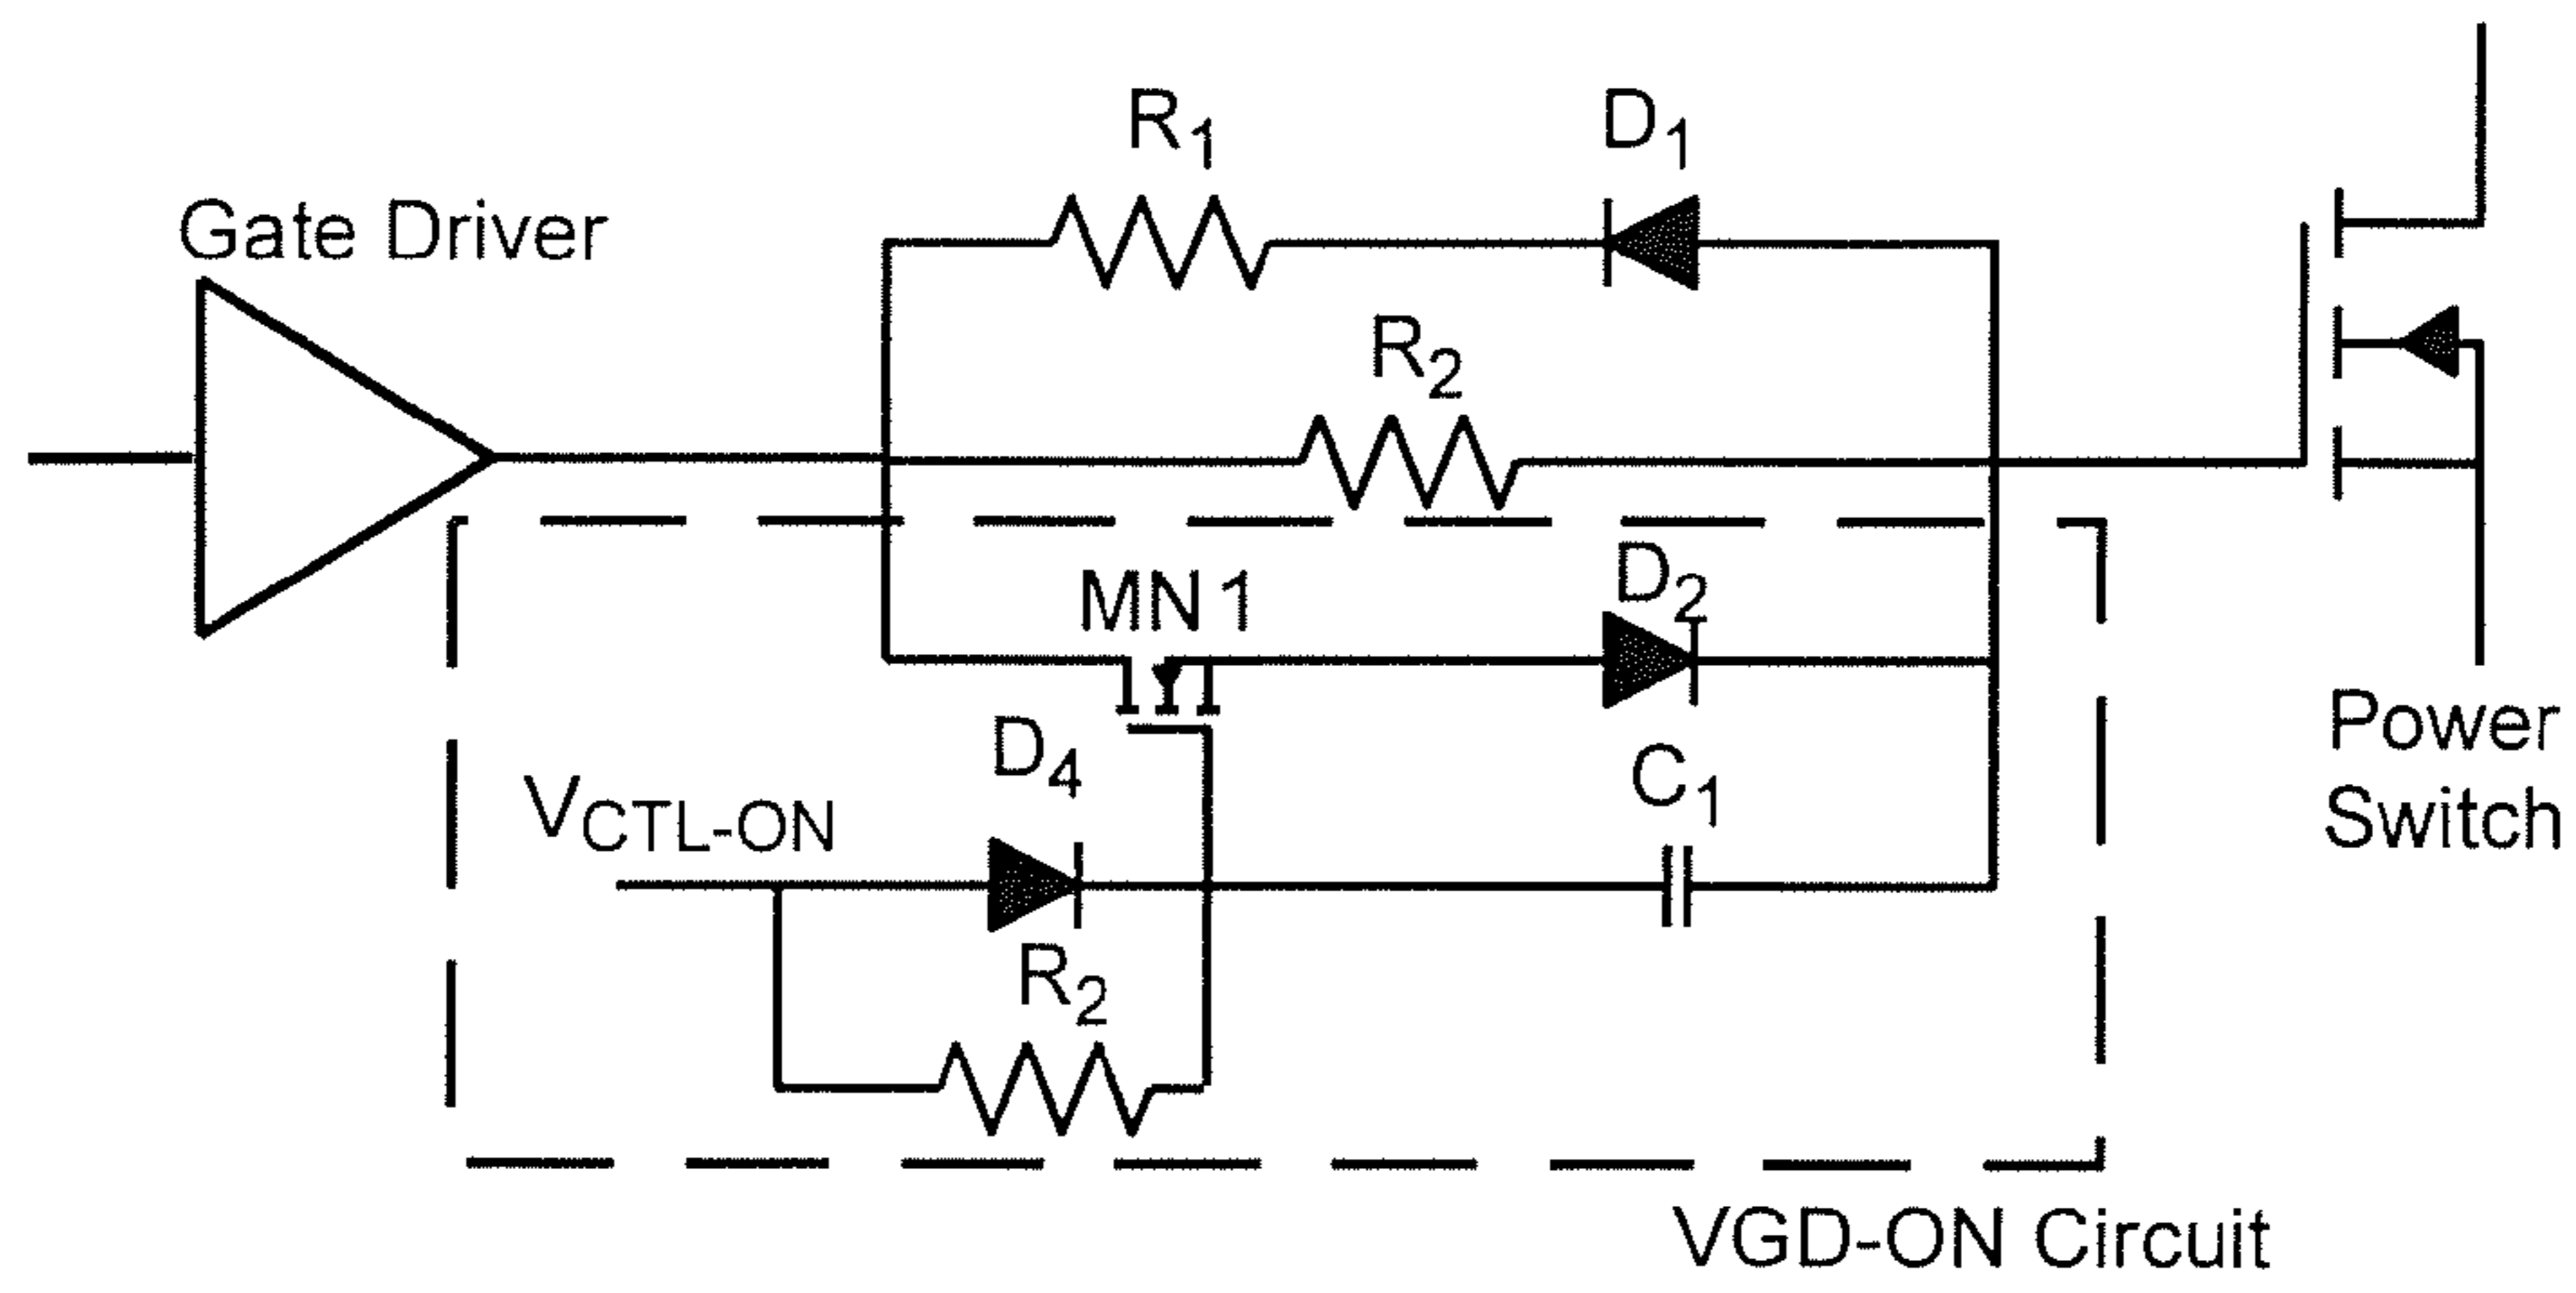 R1
D1
Gate Driver
R2
MN1
D2
D4
C1
VCTL-ON
R2
Power
Switch
VGD-ON Circuit